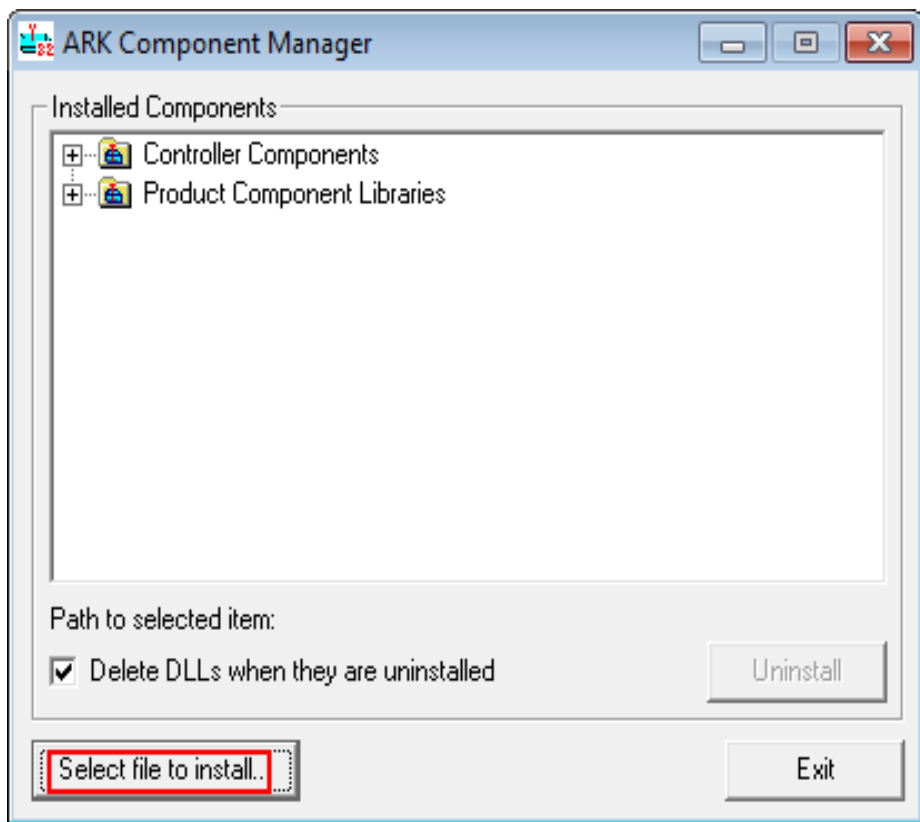 ARK Component Manager
Installed Components
Controller Components
Product Component Libraries
Path to selected item:
Delete DLLs when they are uninstalled
Uninstall
Select file to install..
Exit